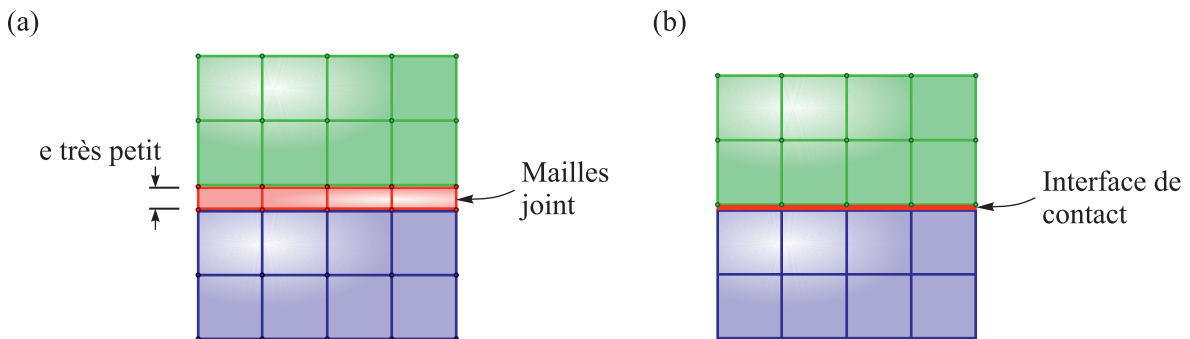 (a)
e très petit
Mailles
joint
(b)
Interface de
contact